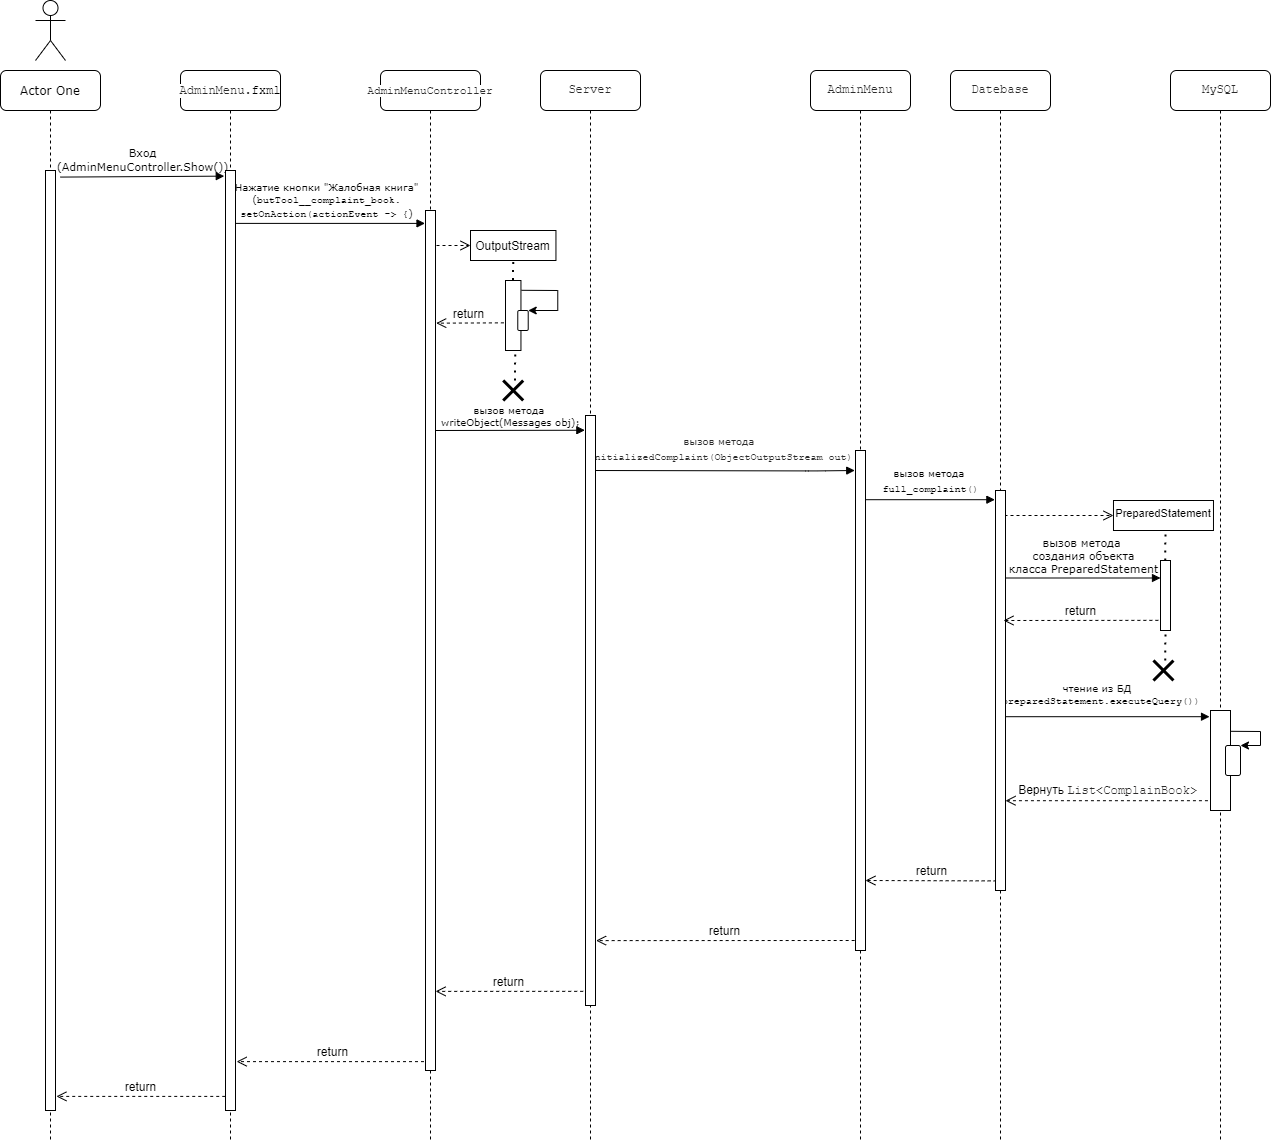 Actor One
AdminMenu.fxml
AdminMenuController
Server
AdminMenu
Datebase
MySQL
Вход
(AdminMenuController.Show())
Нажатие кнопки "Жалобная книга"
(butTool__complaint_book.
setOnAction(actionEvent -> {)
OutputStream
return
вызов метода
writeObject(Messages obj);
вызов метода
nitializedComplaint(ObjectOutputStream out)
вызов метода
full_complaint()
PreparedStatement
вызов метода
создания объекта
класса PreparedStatement
return
чтение из БД
preparedStatement.executeQuery())
Вернуть List<ComplainBook>
return
return
return
return
return